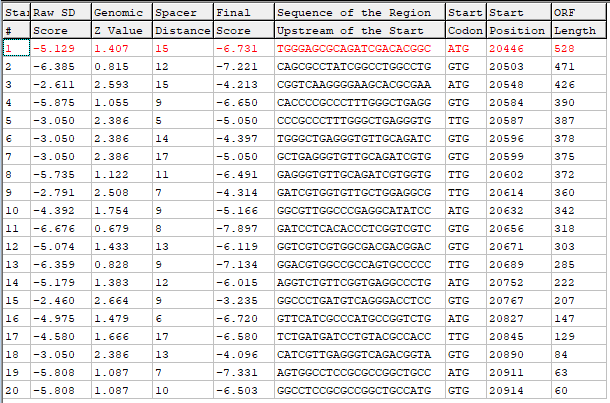 Star Raw SD Genomic Spacer Final Sequence of the Region Start Start ORF
# Score Z Value Distance Score Upstream of the Start Codon Position Length
1 -5.129 1.407 15 -6.731 TGGGAGCGCAGATCGACACGGC ATG 20446 528
2 -6.385 0.815 12 -7.221 CAGCGCCTATCGGCCTGGCCTG GTG 20503 471
3 -2.611 2.593 15 -4.213 CGGTCAAGGGGAAGCACGCGAA ATG 20548 426
4 -5.875 1.055 9 -6.650 CACCCCGCCCTTTGGGCTGAGG GTG 20584 390
5 -3.050 2.386 5 -5.050 CCCGCCCTTTGGGCTGAGGGTG TTG 20587 387
6 -3.050 2.386 14 -4.397 TGGGCTGAGGGTGTTGCAGATC GTG 20596 378
7 -3.050 2.386 17 -5.050 GCTGAGGGTGTTGCAGATCGTG GTG 20599 375
8 -5.735 1.122 11 -6.491 GAGGGTGTTGCAGATCGTGGTG TTG 20602 372
9 -2.791 2.508 7 -4.314 GATCGTGGTGTTGCTGGAGGCG TTG 20614 360
10 -4.392 1.754 9 -5.166 GGCGTTGGCCCGAGGCATATCC ATG 20632 342
11 -6.676 0.679 8 -7.897 GATCCTCACACCCTCGGTCGTC GTG 20656 318
12 -5.074 1.433 13 -6.119 GGTCGTCGTGGCGACGACGGAC GTG 20671 303
13 -6.359 0.828 9 -7.134 GGACGTGGCCGCCAGTGCCCCC TTG 20689 285
14 -5.179 1.383 12 -6.015 AGGTCTGTTCGGTGAGGCCCTG ATG 20752 222
15 -2.460 2.664 9 -3.235 GGCCCTGATGTCAGGGACCTCC GTG 20767 207
16 -4.975 1.479 6 -6.720 GTTCATCGCCCATGCCGGTCTG ATG 20827 147
17 -4.580 1.666 17 -6.580 TCTGATGATCCTGTACGCCACC TTG 20845 129
18 -3.050 2.386 13 -4.096 CATCGTTGAGGGTCAGACGGTA GTG 20890 84
19 -5.808 1.087 7 -7.331 AGTGGCCTCCGCGCCGGCTGCC ATG 20911 63
20 -5.808 1.087 10 -6.503 GGCCTCCGCGCCGGCTGCCATG GTG 20914 60